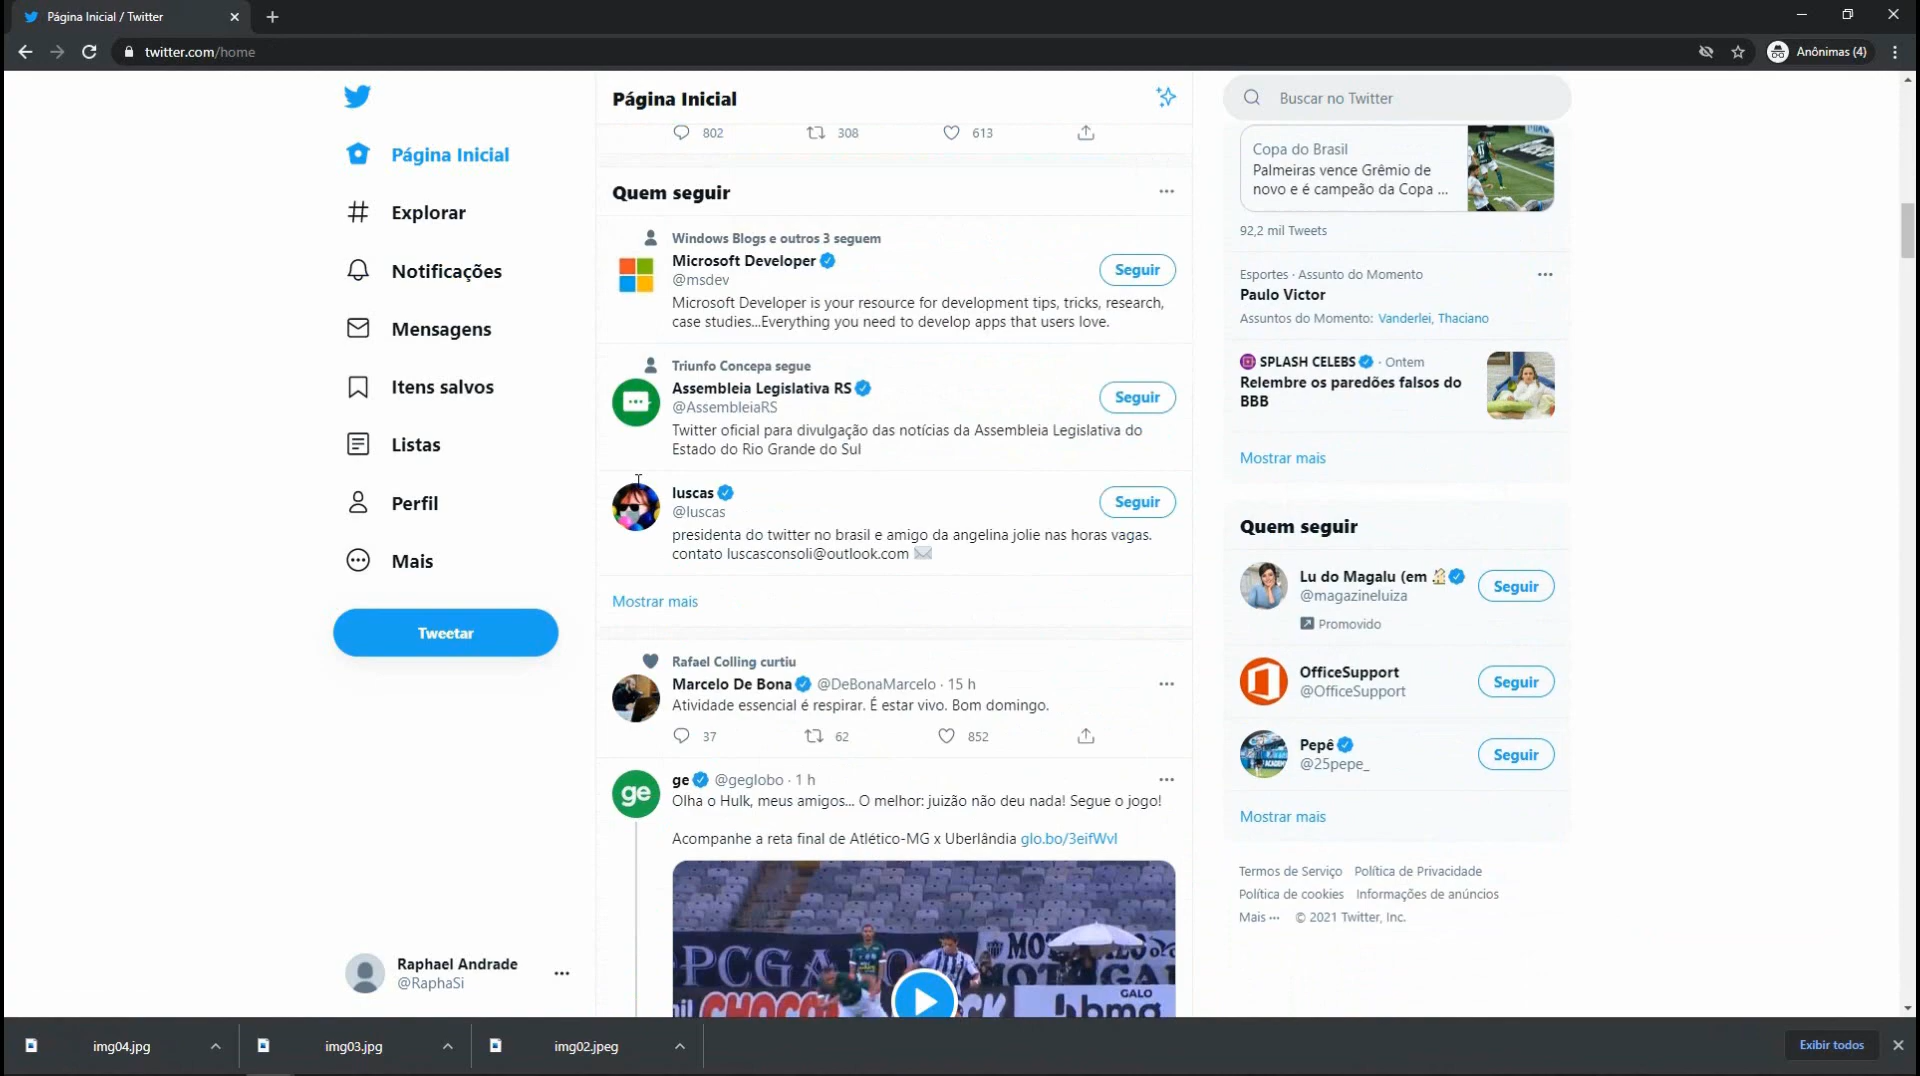 Página Inicial / Twitter
twitter.com/home
Anônimas (4)
Página Inicial
Explorar
Notificações
Mensagens
Itens salvos
Listas
Perfil
Mais
Tweetar
Raphael Andrade
@RaphaSi
Página Inicial
802 308 613
Quem seguir
Windows Blogs e outros 3 seguem
Microsoft Developer
@msdev
Seguir
Microsoft Developer is your resource for development tips, tricks, research,
case studies...Everything you need to develop apps that users love.
Triunfo Concepa segue
Assembleia Legislativa RS
@AssembleiaRS
Seguir
Twitter oficial para divulgação das notícias da Assembleia Legislativa do
Estado do Rio Grande do Sul
luscas
@luscas
Seguir
presidenta do twitter no brasil e amigo da angelina jolie nas horas vagas.
contato luscasconsoli@outlook.com
Mostrar mais
Rafael Colling curtiu
Marcelo De Bona @DeBonaMarcelo · 15 h
Atividade essencial é respirar. É estar vivo. Bom domingo.
37 62 852
ge
ge @geglobo · 1 h
Olha o Hulk, meus amigos... O melhor: juizão não deu nada! Segue o jogo!
Acompanhe a reta final de Atlético-MG x Uberlândia glo.bo/3eifWvl
GALO
bmg
Buscar no Twitter
Copa do Brasil
Palmeiras vence Grêmio de
novo e é campeão da Copa ...
92,2 mil Tweets
Esportes · Assunto do Momento
Paulo Victor
Assuntos do Momento: Vanderlei, Thaciano
SPLASH CELEBS · Ontem
Relembre os paredões falsos do
BBB
Mostrar mais
Quem seguir
Lu do Magalu (em
@magazineluiza
Seguir
Promovido
OfficeSupport
@OfficeSupport
Seguir
Pepê
@25pepe_
Seguir
Mostrar mais
Termos de Serviço Política de Privacidade
Política de cookies Informações de anúncios
Mais ··· © 2021 Twitter, Inc.
img04.jpg
img03.jpg
img02.jpeg
Exibir todos